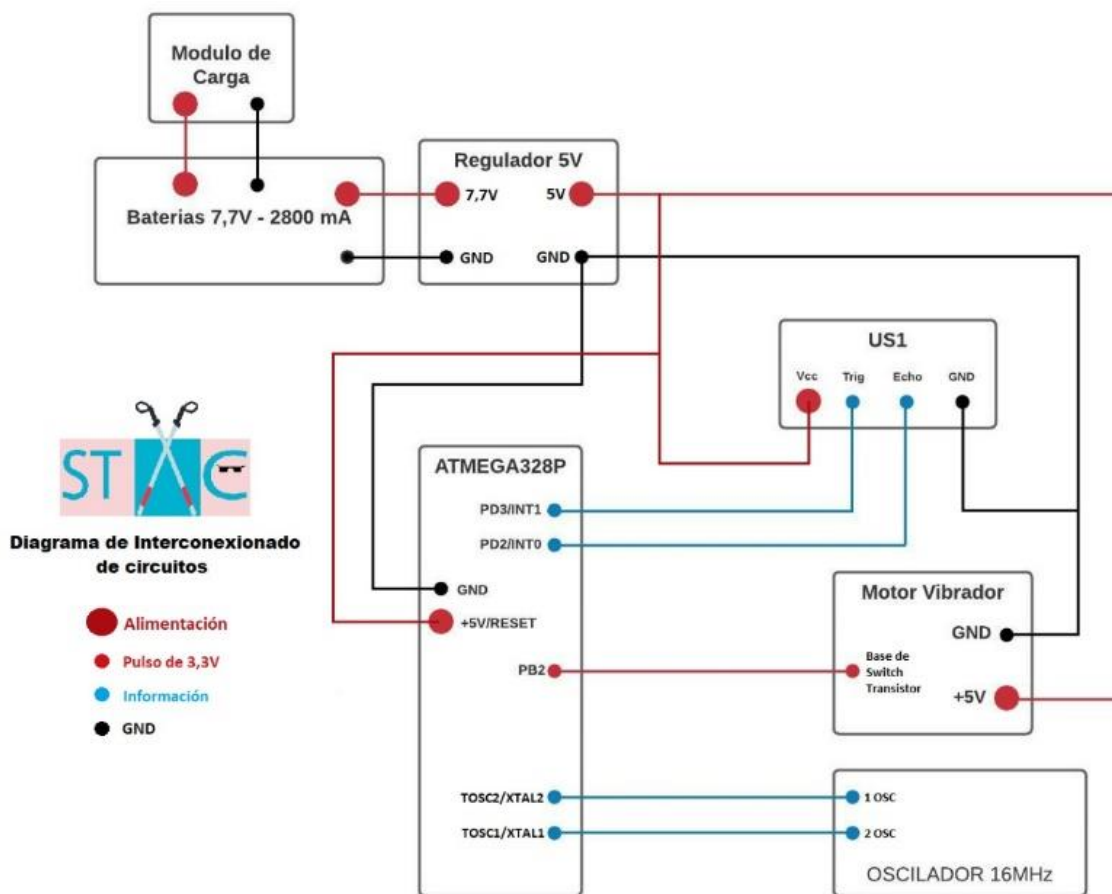 Modulo de
Carga
Baterias 7,7V - 2800 mA
Regulador 5V
7,7V
5V
GND
GND
US1
Vcc
Trig
Echo
GND
STAC
Diagrama de Interconexionado
de circuitos
Alimentación
Pulso de 3,3V
Información
GND
ATMEGA328P
PD3/INT1
PD2/INT0
GND
+5V/RESET
PB2
TOSC2/XTAL2
TOSC1/XTAL1
Motor Vibrador
GND
Base de
Switch
Transistor
+5V
1 OSC
2 OSC
OSCILADOR 16MHz